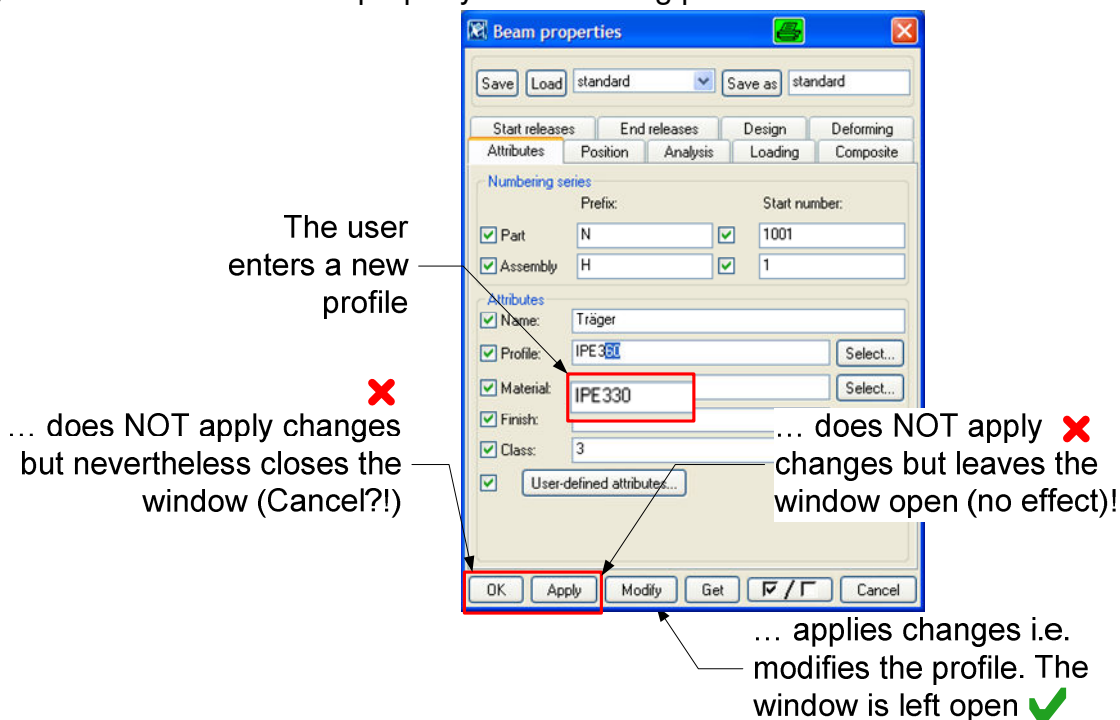 Beam properties
Save Load standard Save as standard
Start releases End releases Design Deforming
Attributes Position Analysis Loading Composite
Numbering series
Prefix: Start number:
Part N 1001
Assembly H 1
The user
enters a new
profile
Attributes
Name: Träger
Profile: IPE360 Select...
Material: Select...
IPE330
Finish:
Class: 3
User-defined attributes...
… does NOT apply changes
but nevertheless closes the
window (Cancel?!)
… does NOT apply
changes but leaves the
window open (no effect)!
OK Apply Modify Get / Cancel
… applies changes i.e.
modifies the profile. The
window is left open